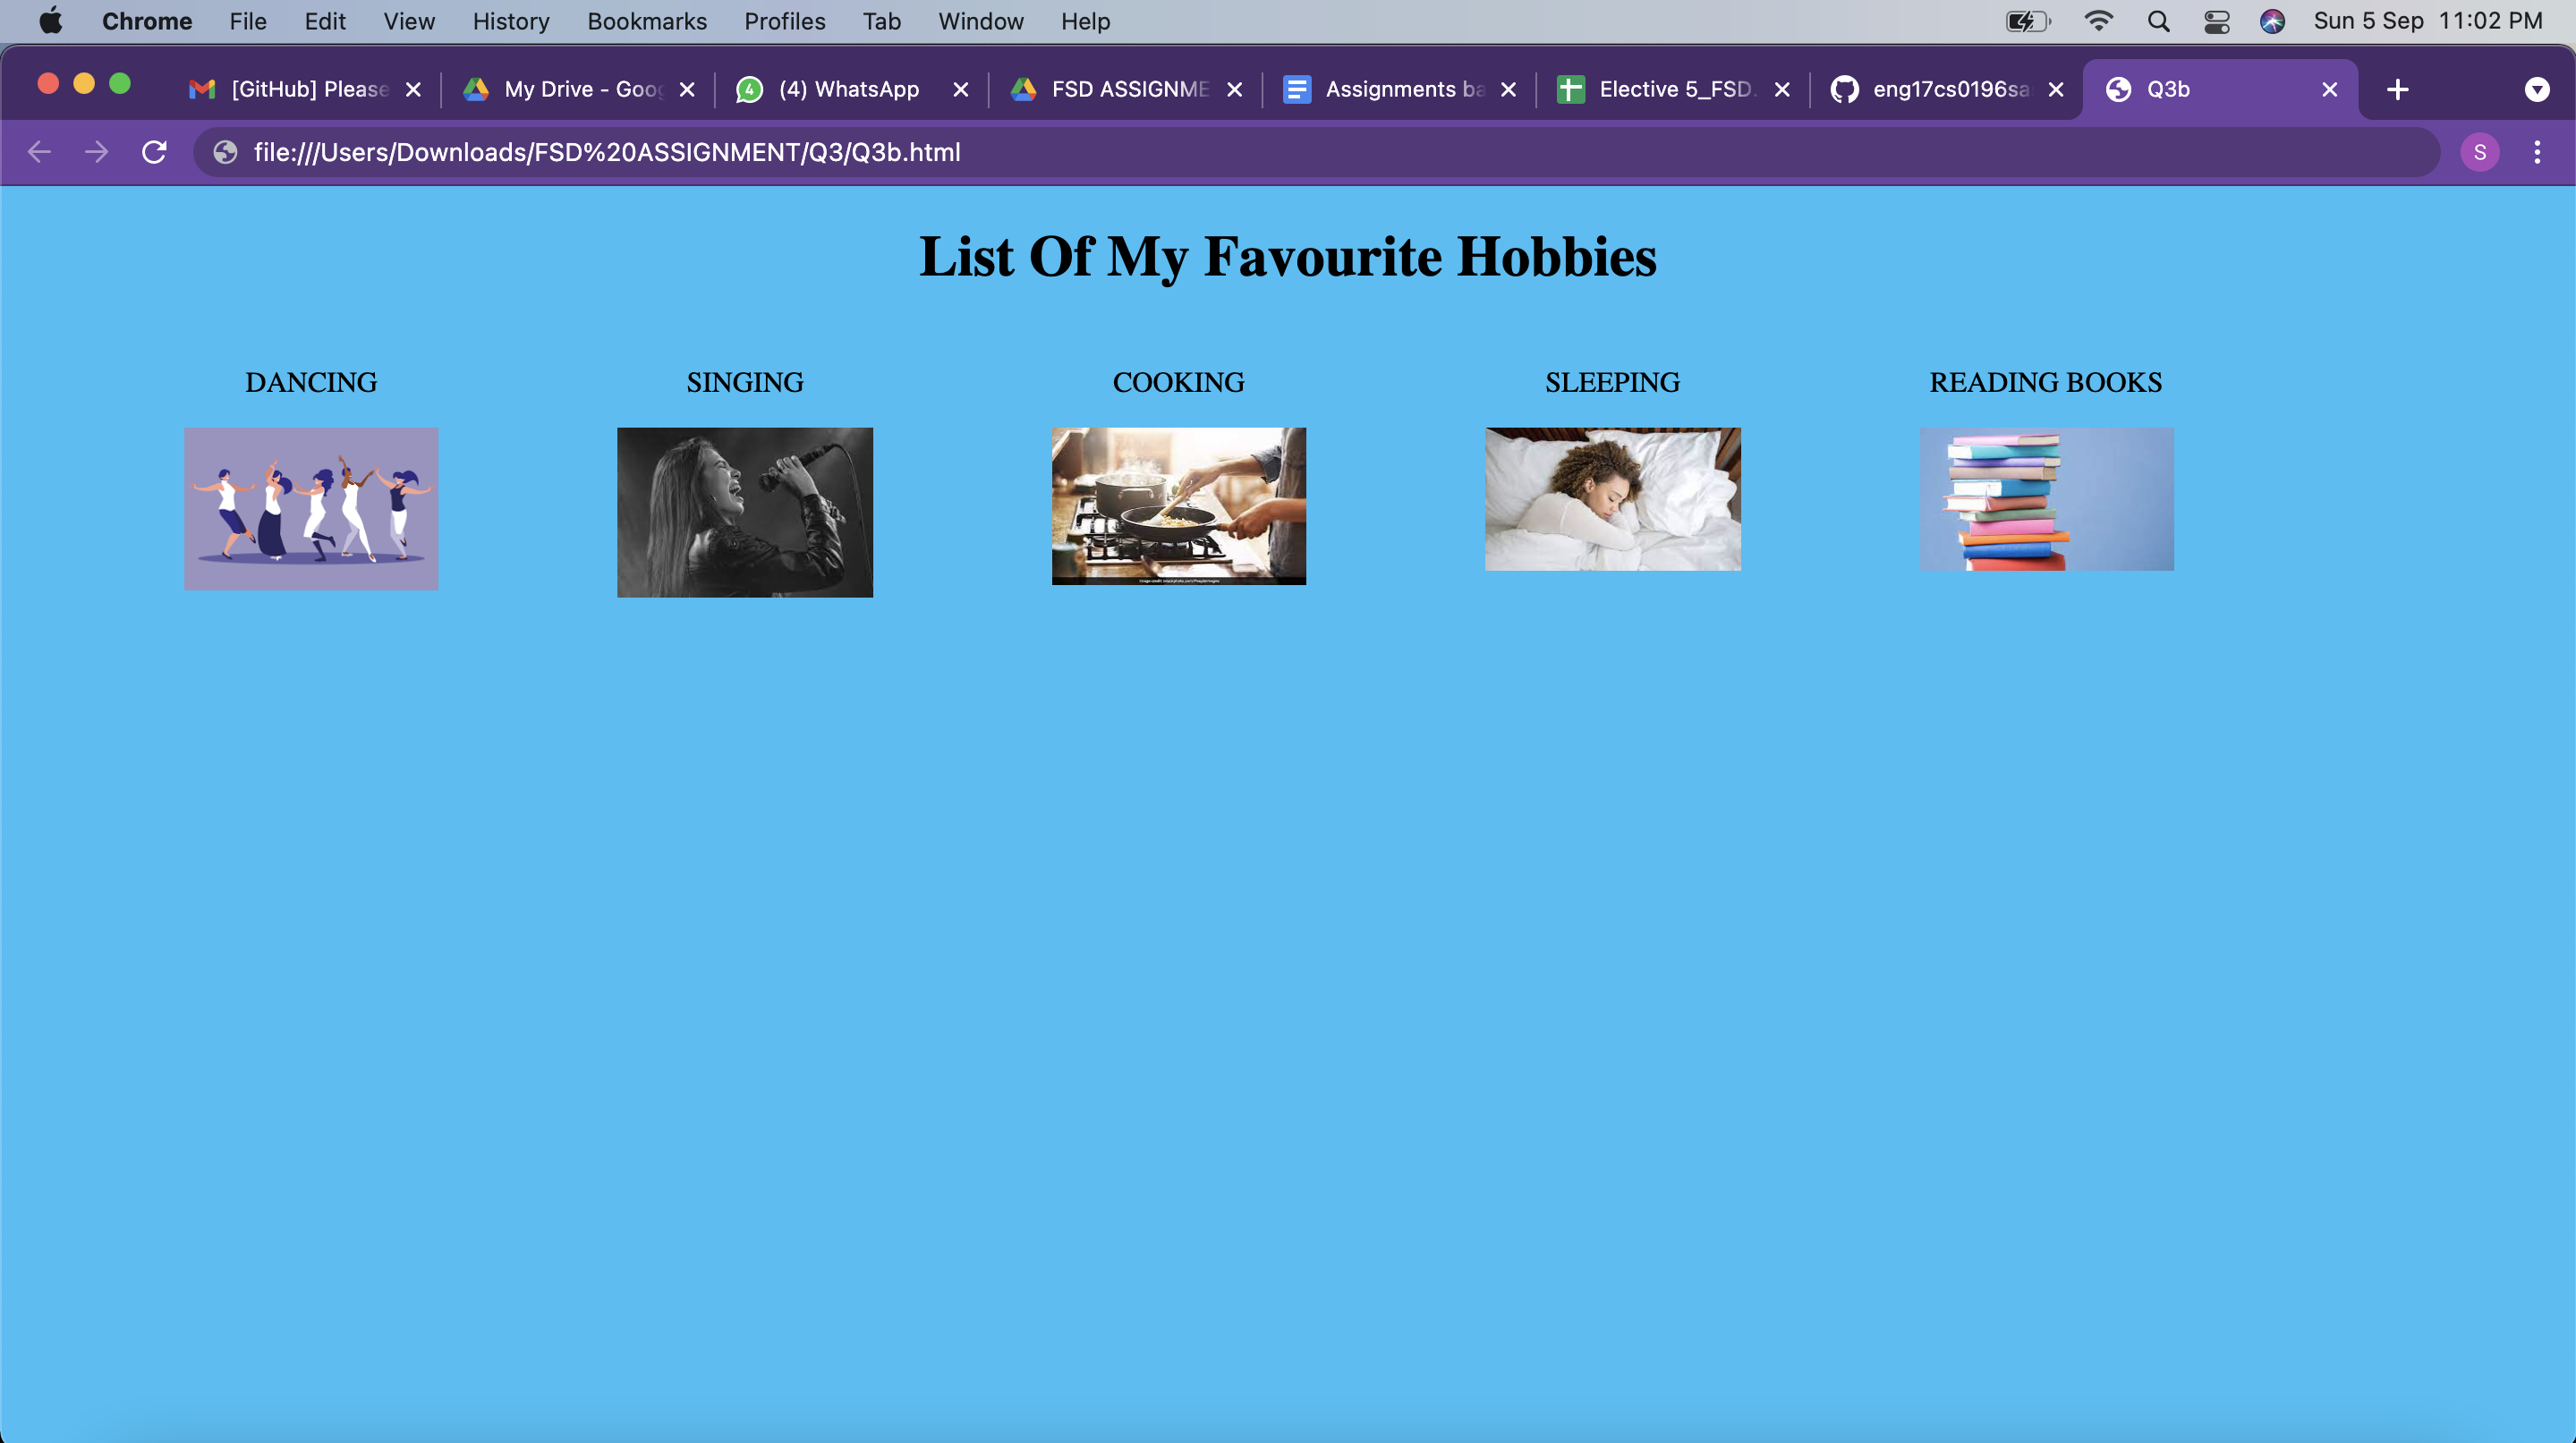 Chrome File Edit View History Bookmarks Profiles Tab Window Help Sun 5 Sep 11:02 PM
[GitHub] Please My Drive - Goog 4 (4) WhatsApp FSD ASSIGNME Assignments ba Elective 5_FSD. eng17cs0196sa Q3b
file:///Users/Downloads/FSD%20ASSIGNMENT/Q3/Q3b.html S
List Of My Favourite Hobbies
DANCING SINGING COOKING SLEEPING READING BOOKS